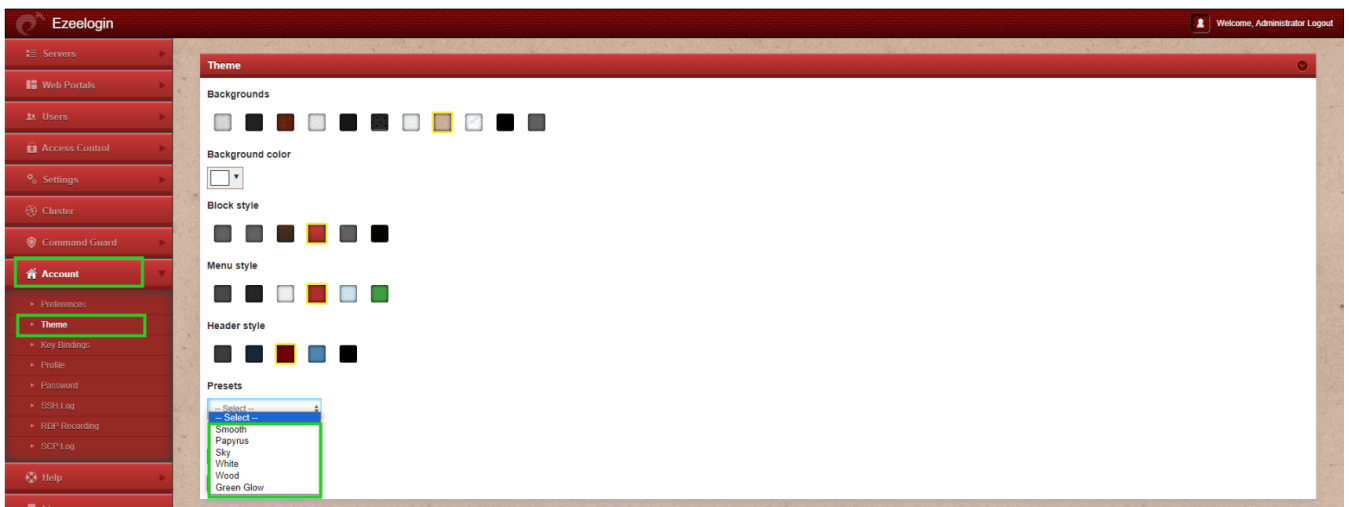 Ezeelogin
Welcome, Administrator Logout
Servers
Web Portals
Users
Access Control
Settings
Cluster
Command Guard
Account
Preferences
Theme
Key Bindings
Profile
Password
SSH Log
RDP Recording
SCP Log
Help
Theme
Backgrounds
Background color
Block style
Menu style
Header style
Presets
-- Select --
-- Select --
Smooth
Papyrus
Sky
White
Wood
Green Glow